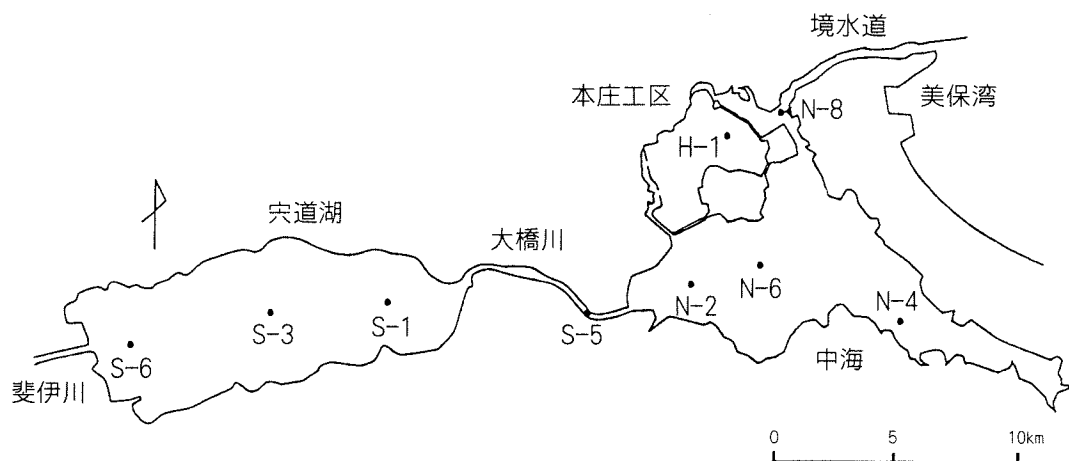 境水道
本庄工区
美保湾
N-8
H-1
宍道湖
大橋川
N-6
N-2
N-4
S-1
S-3
S-5
S-6
中海
斐伊川
0 5 10km